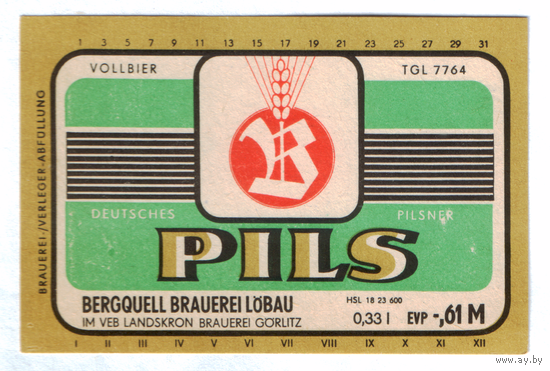 1 3 5 7 9 11 13 15 17 19 21 23 25 27 29 31
VOLLBIER
TGL 7764
B
BRAUEREI-/VERLEGER-ABFÜLLUNG
DEUTSCHES
PILSNER
PILS
BERGQUELL BRAUEREI LÖBAU
IM VEB LANDSKRON BRAUEREI GÖRLITZ
HSL 18 23 600
0,33 l EVP -,61 M
I II III IV V VI VII VIII IX X XI XII
www.ay.by